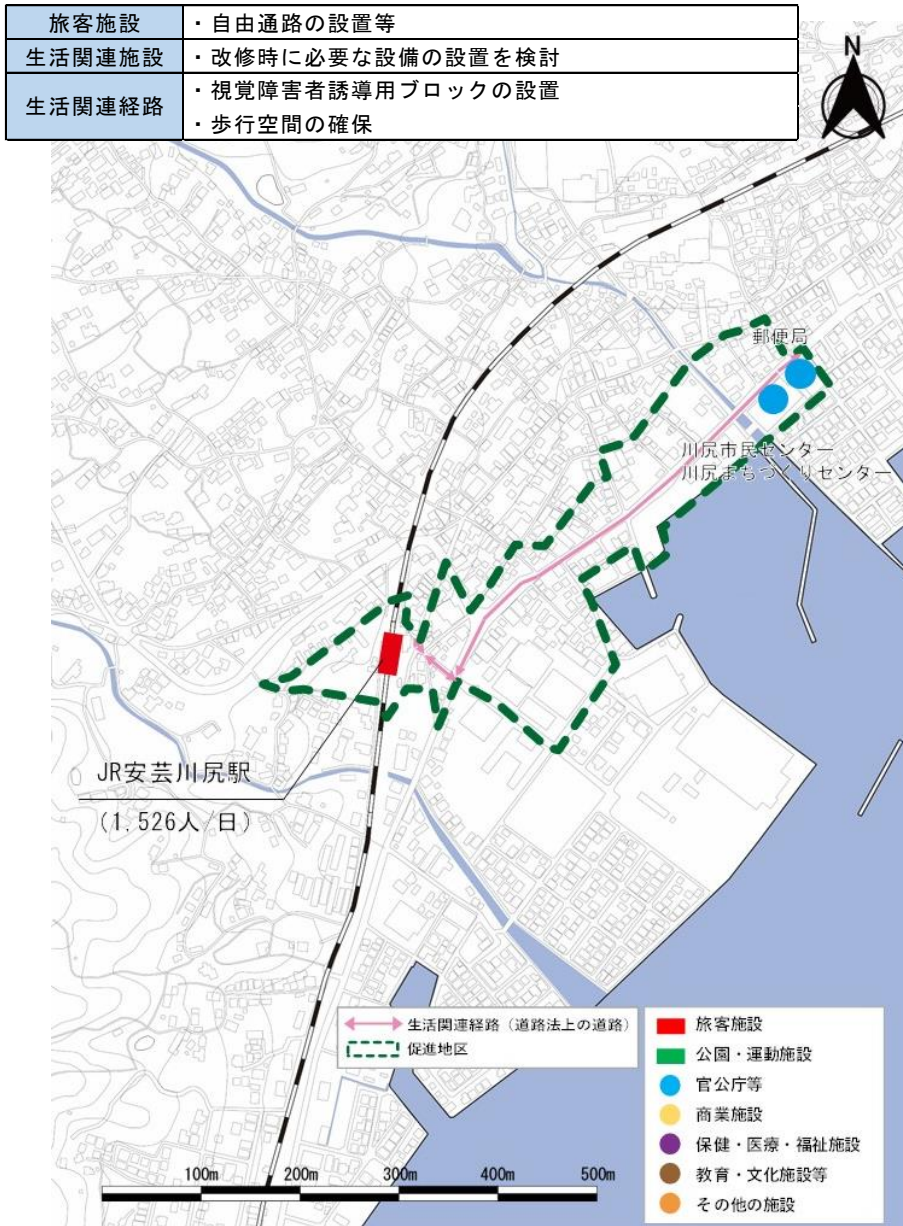 旅客施設
・自由通路の設置等
生活関連施設
・改修時に必要な設備の設置を検討
生活関連経路
・視覚障害者誘導用ブロックの設置
・歩行空間の確保
N
郵便局
川尻市民センター
川尻まちづくりセンター
JR安芸川尻駅
(1,526人/日)
生活関連経路（道路法上の道路）
促進地区
旅客施設
公園・運動施設
官公庁等
商業施設
保健・医療・福祉施設
教育・文化施設等
その他の施設
100m 200m 300m 400m 500m